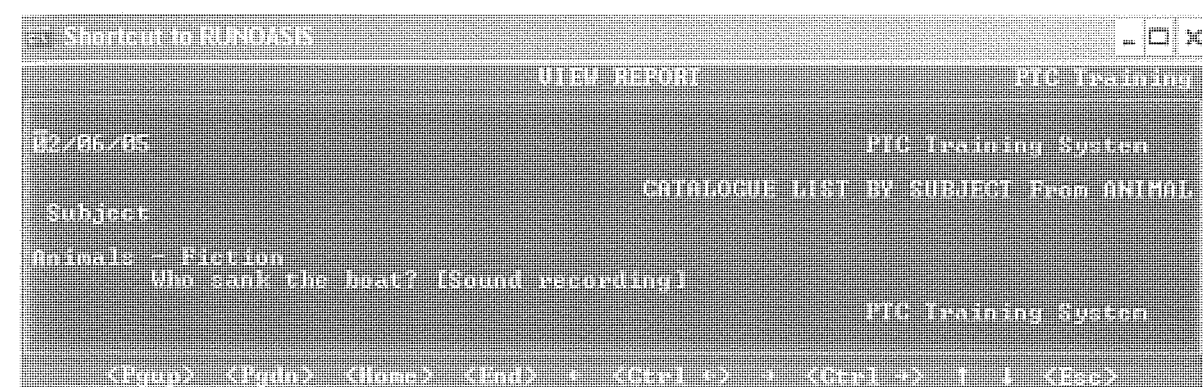 Shortcut to RUNOASIS
VIEW REPORT PTC Training
02/06/05 PTC Training System
CATALOGUE LIST BY SUBJECT From ANIMAL
Subject
Animals - Fiction
Who sank the boat? [Sound recording]
PTC Training System
<Pgup> <Pgdn> <Home> <End> <Ctrl ←> → <Ctrl →> ↑ ↓ <Esc>